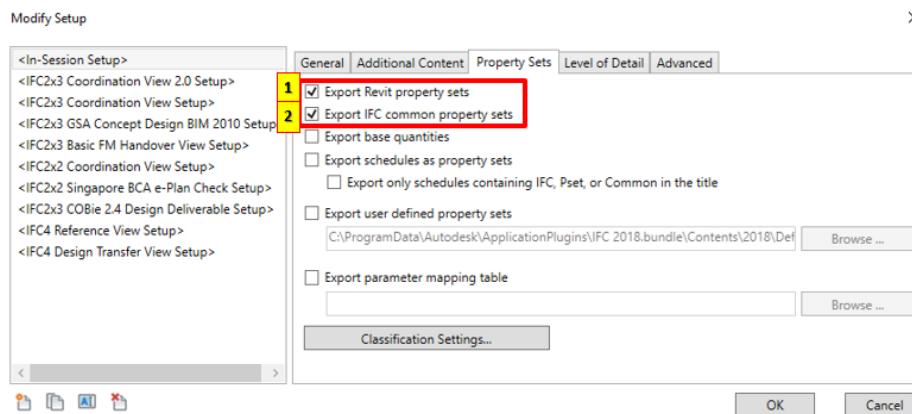 Modify Setup
<In-Session Setup>
<IFC2x3 Coordination View 2.0 Setup>
<IFC2x3 Coordination View Setup>
<IFC2x3 GSA Concept Design BIM 2010 Setup
<IFC2x3 Basic FM Handover View Setup>
<IFC2x2 Coordination View Setup>
<IFC2x2 Singapore BCA e-Plan Check Setup>
<IFC2x3 COBie 2.4 Design Deliverable Setup>
<IFC4 Reference View Setup>
<IFC4 Design Transfer View Setup>
General Additional Content Property Sets Level of Detail Advanced
1 Export Revit property sets
2 Export IFC common property sets
Export base quantities
Export schedules as property sets
Export only schedules containing IFC, Pset, or Common in the title
Export user defined property sets
C:\ProgramData\Autodesk\ApplicationPlugins\IFC 2018.bundle\Contents\2018\Def Browse ...
Export parameter mapping table
Browse ...
Classification Settings...
OK Cancel